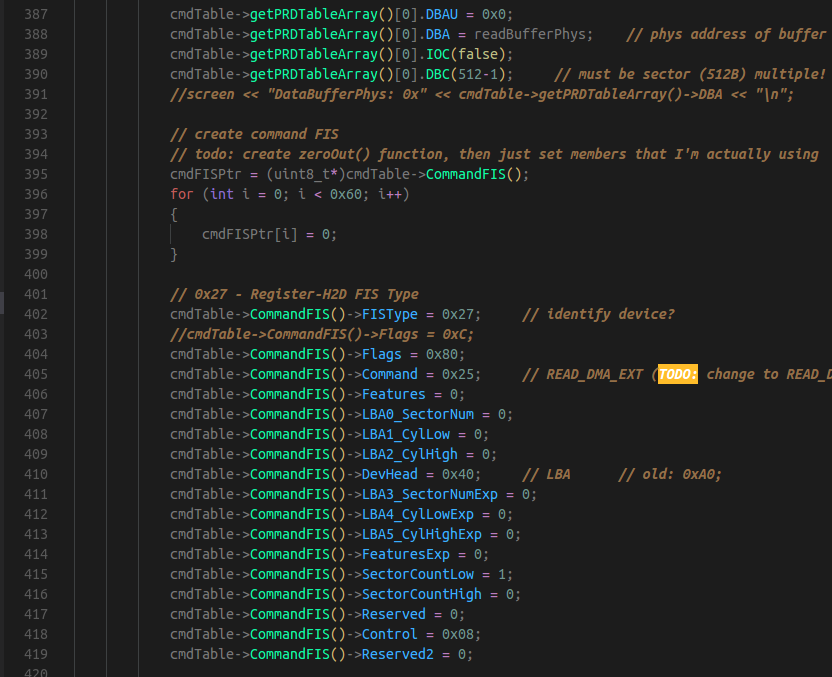 387 cmdTable->getPRDTableArray()[0].DBAU = 0x0;
388 cmdTable->getPRDTableArray()[0].DBA = readBufferPhys;    // phys address of buffer
389 cmdTable->getPRDTableArray()[0].IOC(false);
390 cmdTable->getPRDTableArray()[0].DBC(512-1);     // must be sector (512B) multiple!
391 //screen << "DataBufferPhys: 0x" << cmdTable->getPRDTableArray()->DBA << "\n";
392
393 // create command FIS
394 // todo: create zeroOut() function, then just set members that I'm actually using
395 cmdFISPtr = (uint8_t*)cmdTable->CommandFIS();
396 for (int i = 0; i < 0x60; i++)
397 {
398     cmdFISPtr[i] = 0;
399 }
400
401 // 0x27 - Register-H2D FIS Type
402 cmdTable->CommandFIS()->FISType = 0x27;     // identify device?
403 //cmdTable->CommandFIS()->Flags = 0xC;
404 cmdTable->CommandFIS()->Flags = 0x80;
405 cmdTable->CommandFIS()->Command = 0x25;     // READ_DMA_EXT (TODO: change to READ_D
406 cmdTable->CommandFIS()->Features = 0;
407 cmdTable->CommandFIS()->LBA0_SectorNum = 0;
408 cmdTable->CommandFIS()->LBA1_CylLow = 0;
409 cmdTable->CommandFIS()->LBA2_CylHigh = 0;
410 cmdTable->CommandFIS()->DevHead = 0x40;     // LBA      // old: 0xA0;
411 cmdTable->CommandFIS()->LBA3_SectorNumExp = 0;
412 cmdTable->CommandFIS()->LBA4_CylLowExp = 0;
413 cmdTable->CommandFIS()->LBA5_CylHighExp = 0;
414 cmdTable->CommandFIS()->FeaturesExp = 0;
415 cmdTable->CommandFIS()->SectorCountLow = 1;
416 cmdTable->CommandFIS()->SectorCountHigh = 0;
417 cmdTable->CommandFIS()->Reserved = 0;
418 cmdTable->CommandFIS()->Control = 0x08;
419 cmdTable->CommandFIS()->Reserved2 = 0;
420